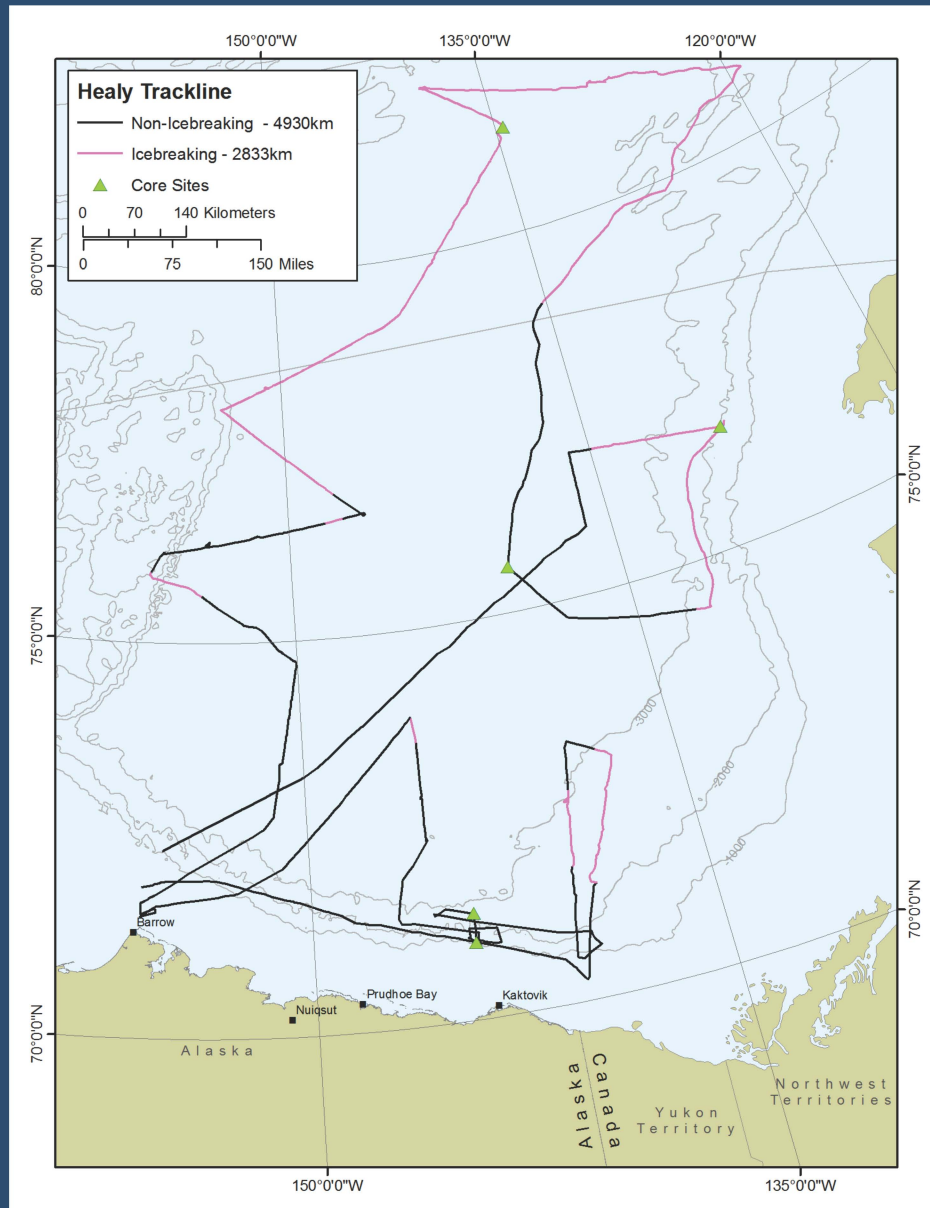 150°0'0"W
135°0'0"W
120°0'0"W
Healy Trackline
Non-Icebreaking - 4930km
Icebreaking - 2833km
Core Sites
0 70 140 Kilometers
0 75 150 Miles
80°0'0"N
75°0'0"N
75°0'0"N
-3000
-2000
-1000
70°0'0"N
Barrow
Prudhoe Bay
Kaktovik
Nuiqsut
70°0'0"N
Alaska
Alaska
Canada
Yukon
Territory
Northwest
Territories
150°0'0"W
135°0'0"W